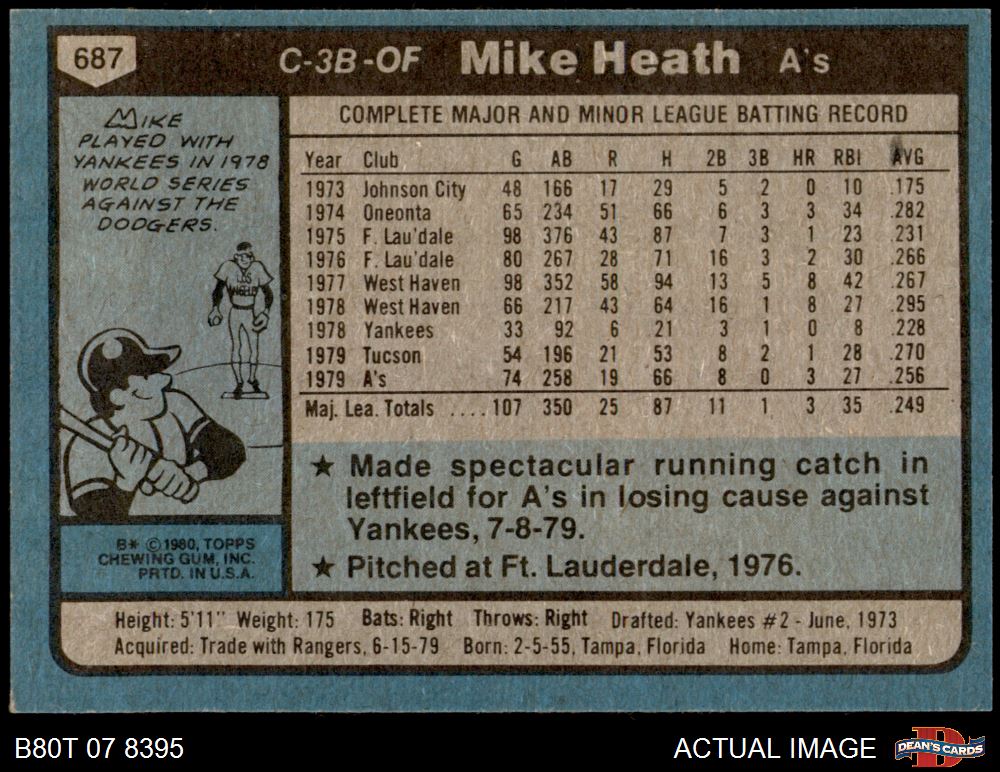 687
C-3B-OF Mike Heath A's
MIKE
PLAYED WITH
YANKEES IN 1978
WORLD SERIES
AGAINST THE
DODGERS.
LOS
ANGELES
B* © 1980, TOPPS
CHEWING GUM, INC.
PRTD. IN U.S.A.
COMPLETE MAJOR AND MINOR LEAGUE BATTING RECORD
Year Club G AB R H 2B 3B HR RBI AVG
1973 Johnson City 48 166 17 29 5 2 0 10 .175
1974 Oneonta 65 234 51 66 6 3 3 34 .282
1975 F. Lau'dale 98 376 43 87 7 3 1 23 .231
1976 F. Lau'dale 80 267 28 71 16 3 2 30 .266
1977 West Haven 98 352 58 94 13 5 8 42 .267
1978 West Haven 66 217 43 64 16 1 8 27 .295
1978 Yankees 33 92 6 21 3 1 0 8 .228
1979 Tucson 54 196 21 53 8 2 1 28 .270
1979 A's 74 258 19 66 8 0 3 27 .256
Maj. Lea. Totals .... 107 350 25 87 11 1 3 35 .249
★ Made spectacular running catch in
leftfield for A's in losing cause against
Yankees, 7-8-79.
★ Pitched at Ft. Lauderdale, 1976.
Height: 5'11" Weight: 175 Bats: Right Throws: Right Drafted: Yankees #2 - June, 1973
Acquired: Trade with Rangers, 6-15-79 Born: 2-5-55, Tampa, Florida Home: Tampa, Florida
B80T 07 8395
ACTUAL IMAGE
D
DEAN'S CARDS